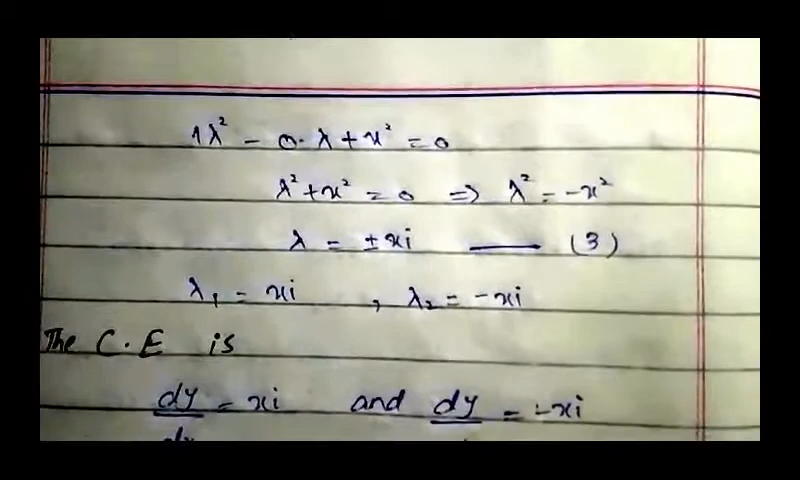 1λ² - 0·λ + x² = 0
λ² + x² = 0 ⇒ λ² = -x²
λ = ± xi —— (3)
λ₁ = xi , λ₂ = -xi
The C.E is
dy = xi and dy = -xi
dx